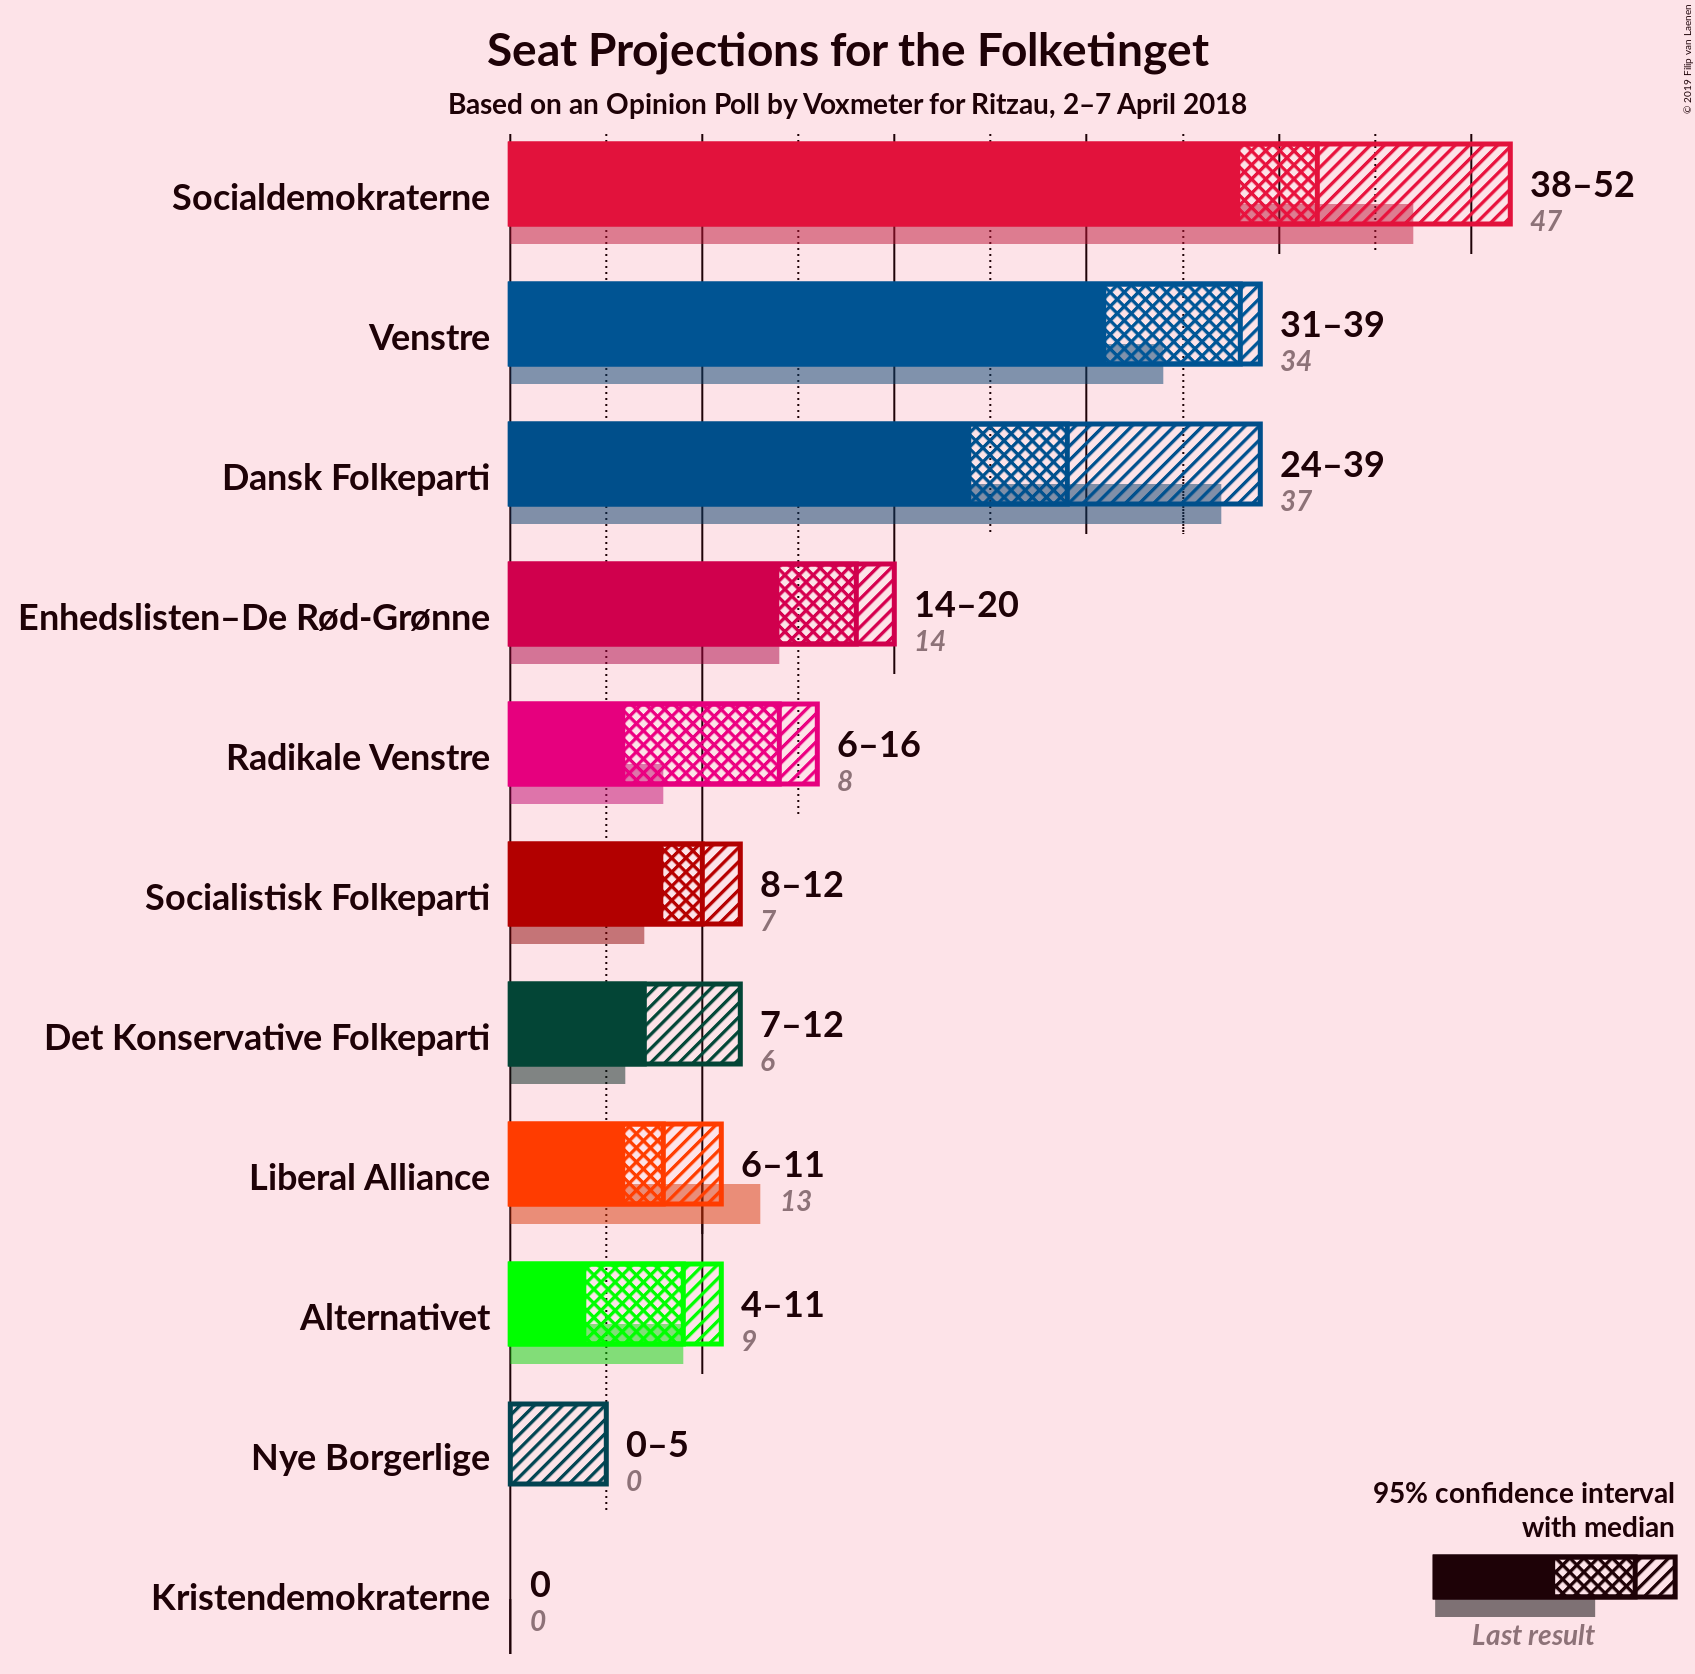 Seat Projections for the Folketinget
Based on an Opinion Poll by Voxmeter for Ritzau, 2–7 April 2018
© 2019 Filip van Laenen
Socialdemokraterne
38–52
47
Venstre
31–39
34
Dansk Folkeparti
24–39
37
Enhedslisten–De Rød-Grønne
14–20
14
Radikale Venstre
6–16
8
Socialistisk Folkeparti
8–12
7
Det Konservative Folkeparti
7–12
6
Liberal Alliance
6–11
13
Alternativet
4–11
9
Nye Borgerlige
0–5
0
Kristendemokraterne
0
0
95% confidence interval
with median
Last result